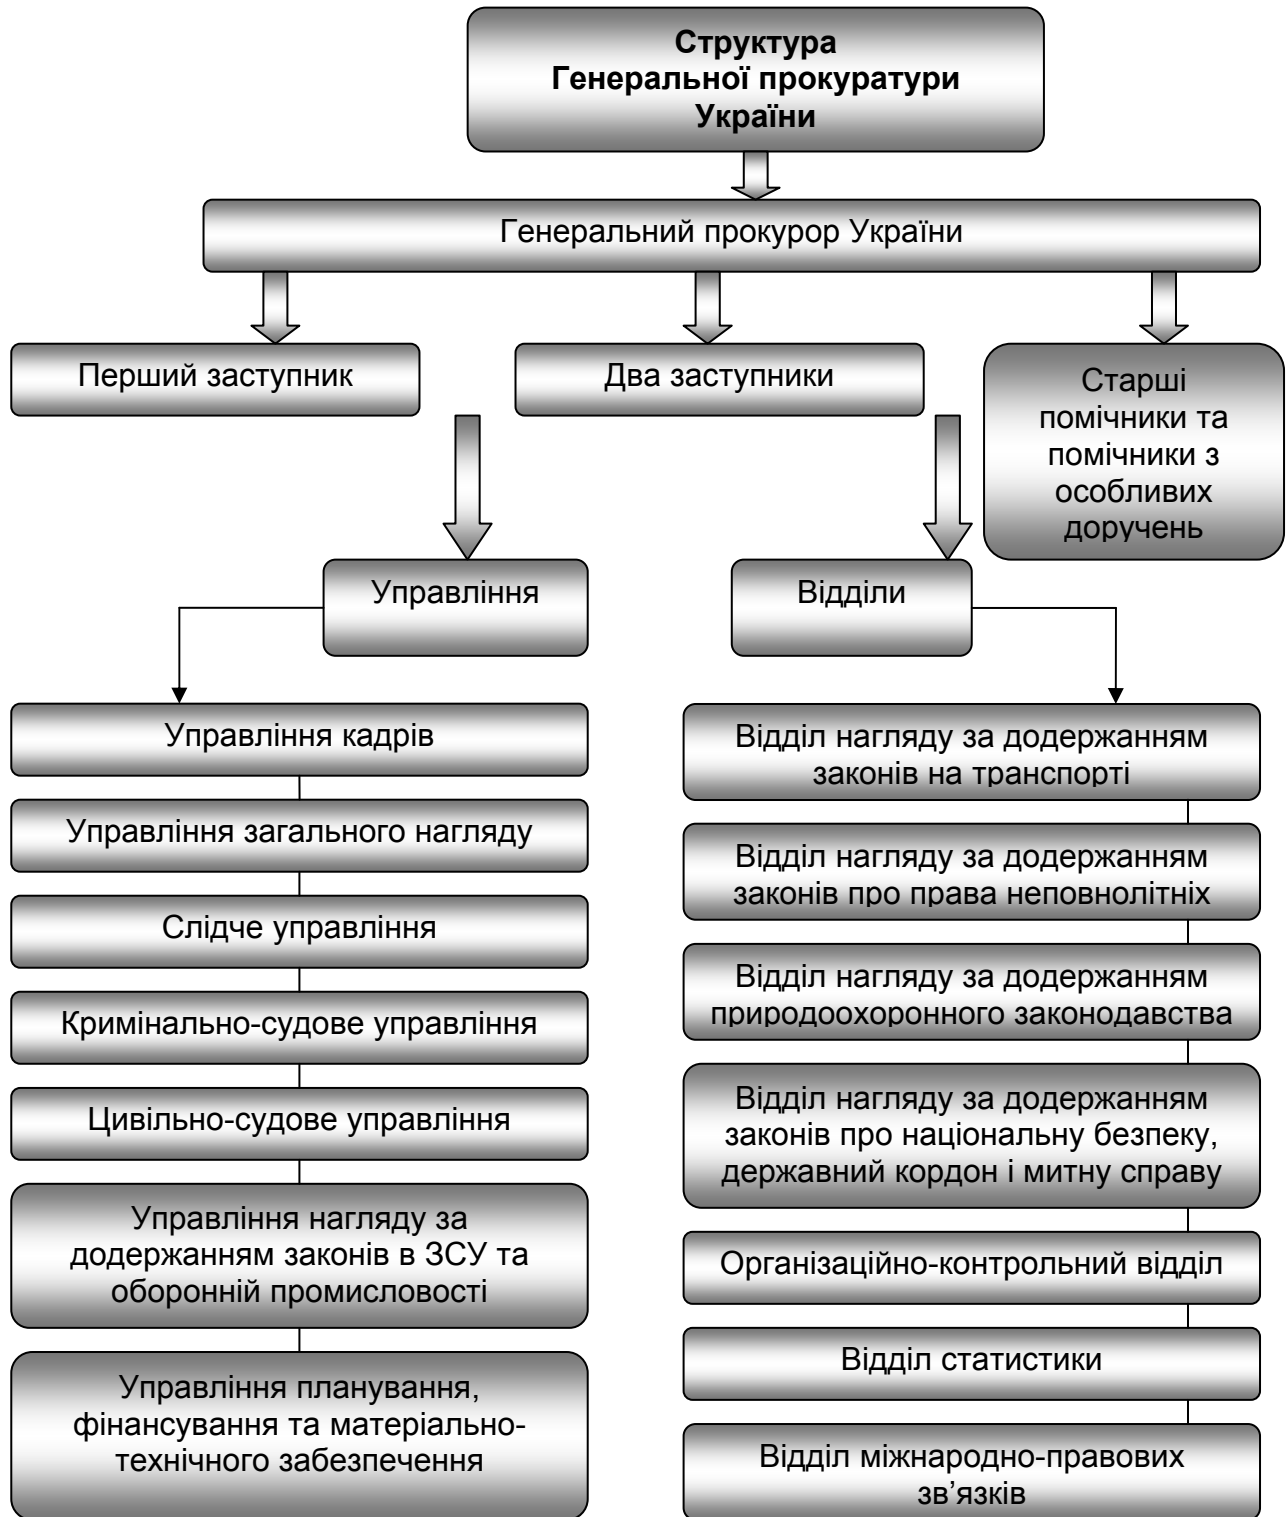 Структура
Генеральної прокуратури
України
Генеральний прокурор України
Перший заступник
Два заступники
Старші
помічники та
помічники з
особливих
доручень
Управління
Відділи
Управління кадрів
Управління загального нагляду
Слідче управління
Кримінально-судове управління
Цивільно-судове управління
Управління нагляду за
додержанням законів в ЗСУ та
оборонній промисловості
Управління планування,
фінансування та матеріально-
технічного забезпечення
Відділ нагляду за додержанням
законів на транспорті
Відділ нагляду за додержанням
законів про права неповнолітніх
Відділ нагляду за додержанням
природоохоронного законодавства
Відділ нагляду за додержанням
законів про національну безпеку,
державний кордон і митну справу
Організаційно-контрольний відділ
Відділ статистики
Відділ міжнародно-правових
зв’язків